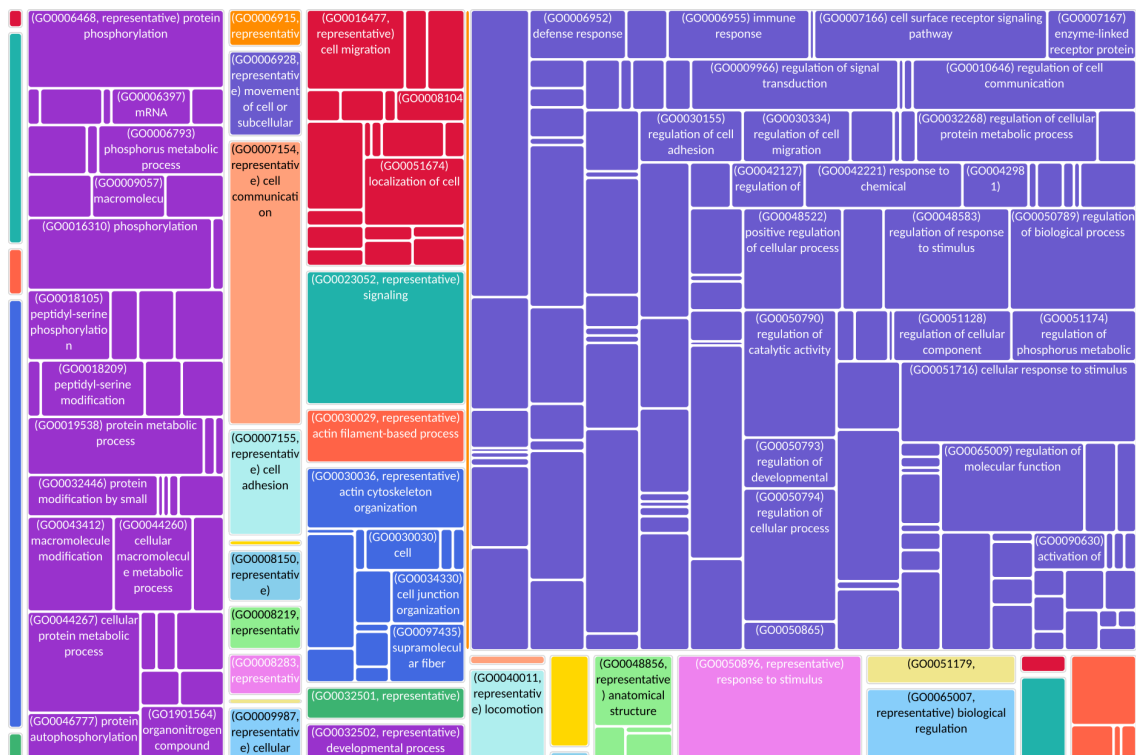 (GO0006468, representative) protein
phosphorylation
(GO0006397)
mRNA
(GO0006793)
phosphorus metabolic
process
(GO0009057)
macromolecu
(GO0016310) phosphorylation
(GO0018105)
peptidyl-serine
phosphorylatio
n
(GO0018209)
peptidyl-serine
modification
(GO0019538) protein metabolic
process
(GO0032446) protein
modification by small
(GO0043412)
macromolecule
modification
(GO0044260)
cellular
macromolecul
e metabolic
process
(GO0044267) cellular
protein metabolic
process
(GO0046777) protein
autophosphorylation
(GO1901564)
organonitrogen
compound
(GO0006915,
representativ
(GO0006928,
representativ
e) movement
of cell or
subcellular
(GO0007154,
representativ
e) cell
communicati
on
(GO0007155,
representativ
e) cell
adhesion
(GO0008150,
representativ
e)
(GO0008219,
representativ
(GO0008283,
representativ
(GO0009987,
representativ
e) cellular
(GO0016477,
representative)
cell migration
(GO0008104
(GO0051674)
localization of cell
(GO0023052, representative)
signaling
(GO0030029, representative)
actin filament-based process
(GO0030036, representative)
actin cytoskeleton
organization
(GO0030030)
cell
(GO0034330)
cell junction
organization
(GO0097435)
supramolecul
ar fiber
(GO0032501, representative)
(GO0032502, representative)
developmental process
(GO0006952)
defense response
(GO0006955) immune
response
(GO0007166) cell surface receptor signaling
pathway
(GO0007167)
enzyme-linked
receptor protein
(GO0009966) regulation of signal
transduction
(GO0010646) regulation of cell
communication
(GO0030155)
regulation of cell
adhesion
(GO0030334)
regulation of cell
migration
(GO0032268) regulation of cellular
protein metabolic process
(GO0042127)
regulation of
(GO0042221) response to
chemical
(GO004298
1)
(GO0048522)
positive regulation
of cellular process
(GO0048583)
regulation of response
to stimulus
(GO0050789) regulation
of biological process
(GO0050790)
regulation of
catalytic activity
(GO0051128)
regulation of cellular
component
(GO0051174)
regulation of
phosphorus metabolic
(GO0051716) cellular response to stimulus
(GO0050793)
regulation of
developmental
(GO0065009) regulation of
molecular function
(GO0050794)
regulation of
cellular process
(GO0090630)
activation of
(GO0050865)
(GO0040011,
representativ
e) locomotion
(GO0048856,
representative
) anatomical
structure
(GO0050896, representative)
response to stimulus
(GO0051179,
(GO0065007,
representative) biological
regulation